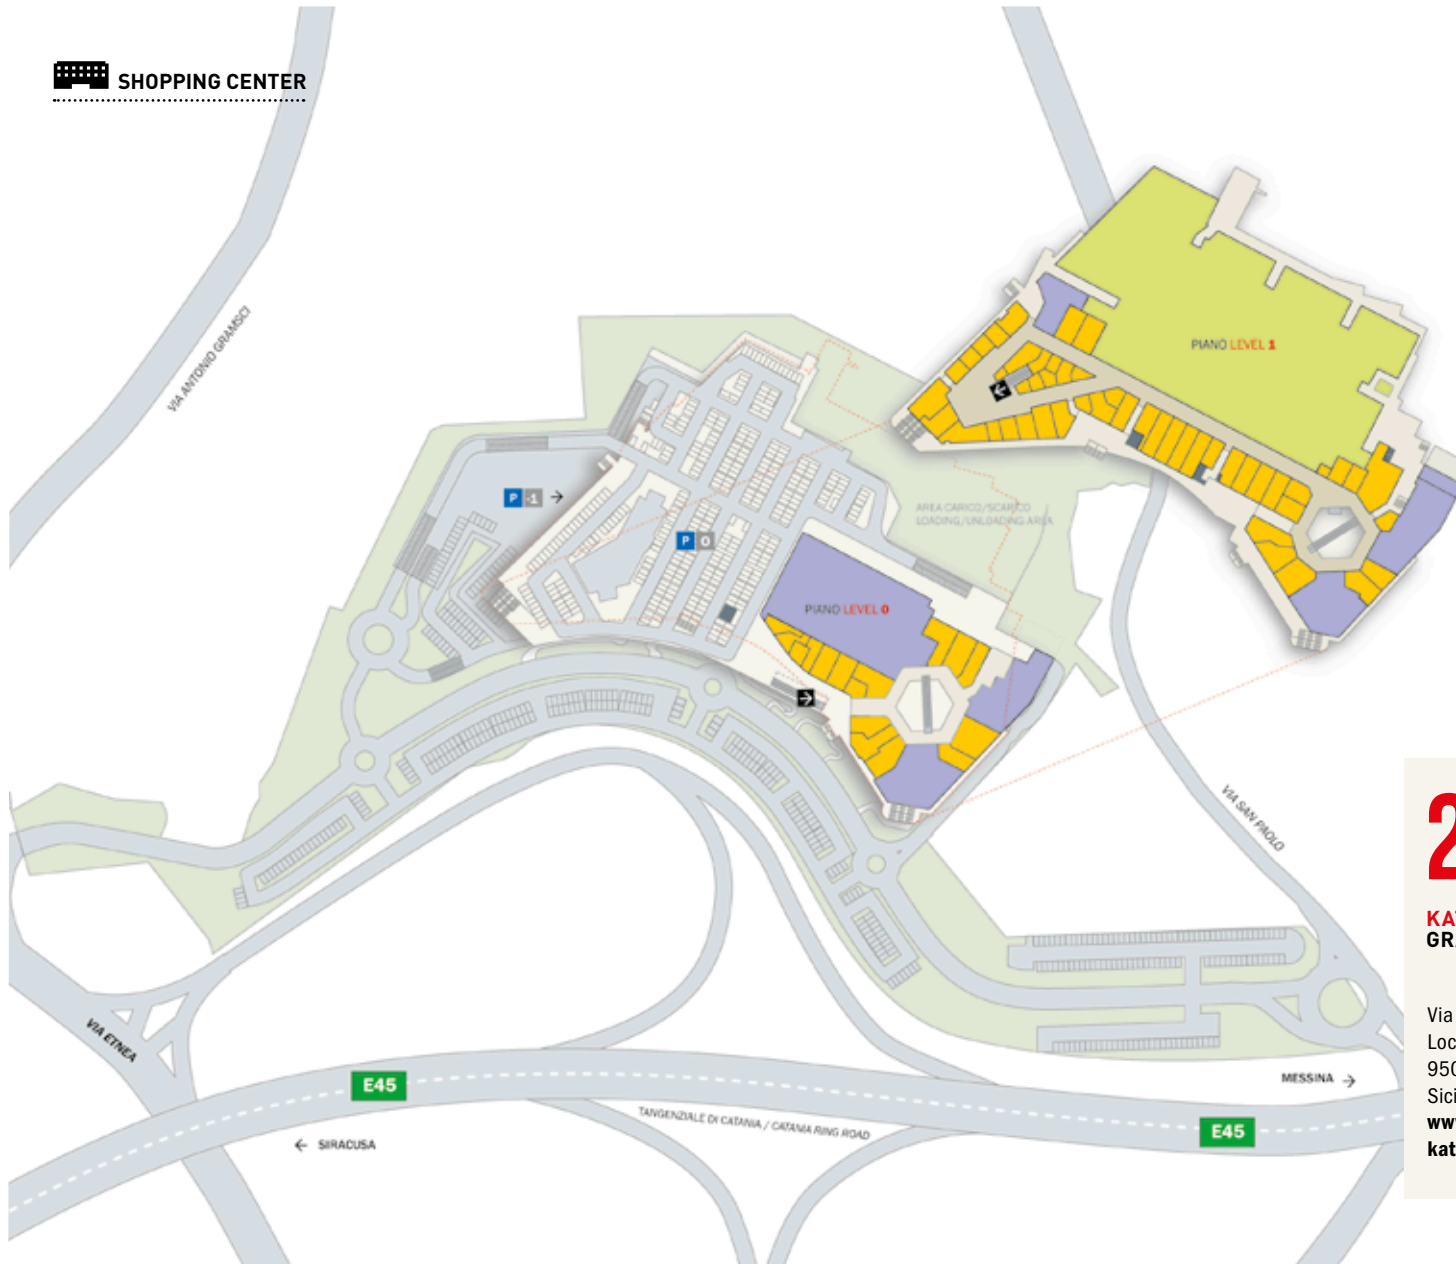 SHOPPING CENTER
VIA ANTONIO GRAMSCI
PIANO LEVEL 1
P -1
AREA CARICO/SCARICO
LOADING/UNLOADING AREA
P 0
PIANO LEVEL 0
VIA SAN PAOLO
2
KA
GR
Via
Loc
950
Sici
ww
kat
VIA ETNEA
MESSINA
E45
TANGENZIALE DI CATANIA / CATANIA RING ROAD
E45
SIRACUSA